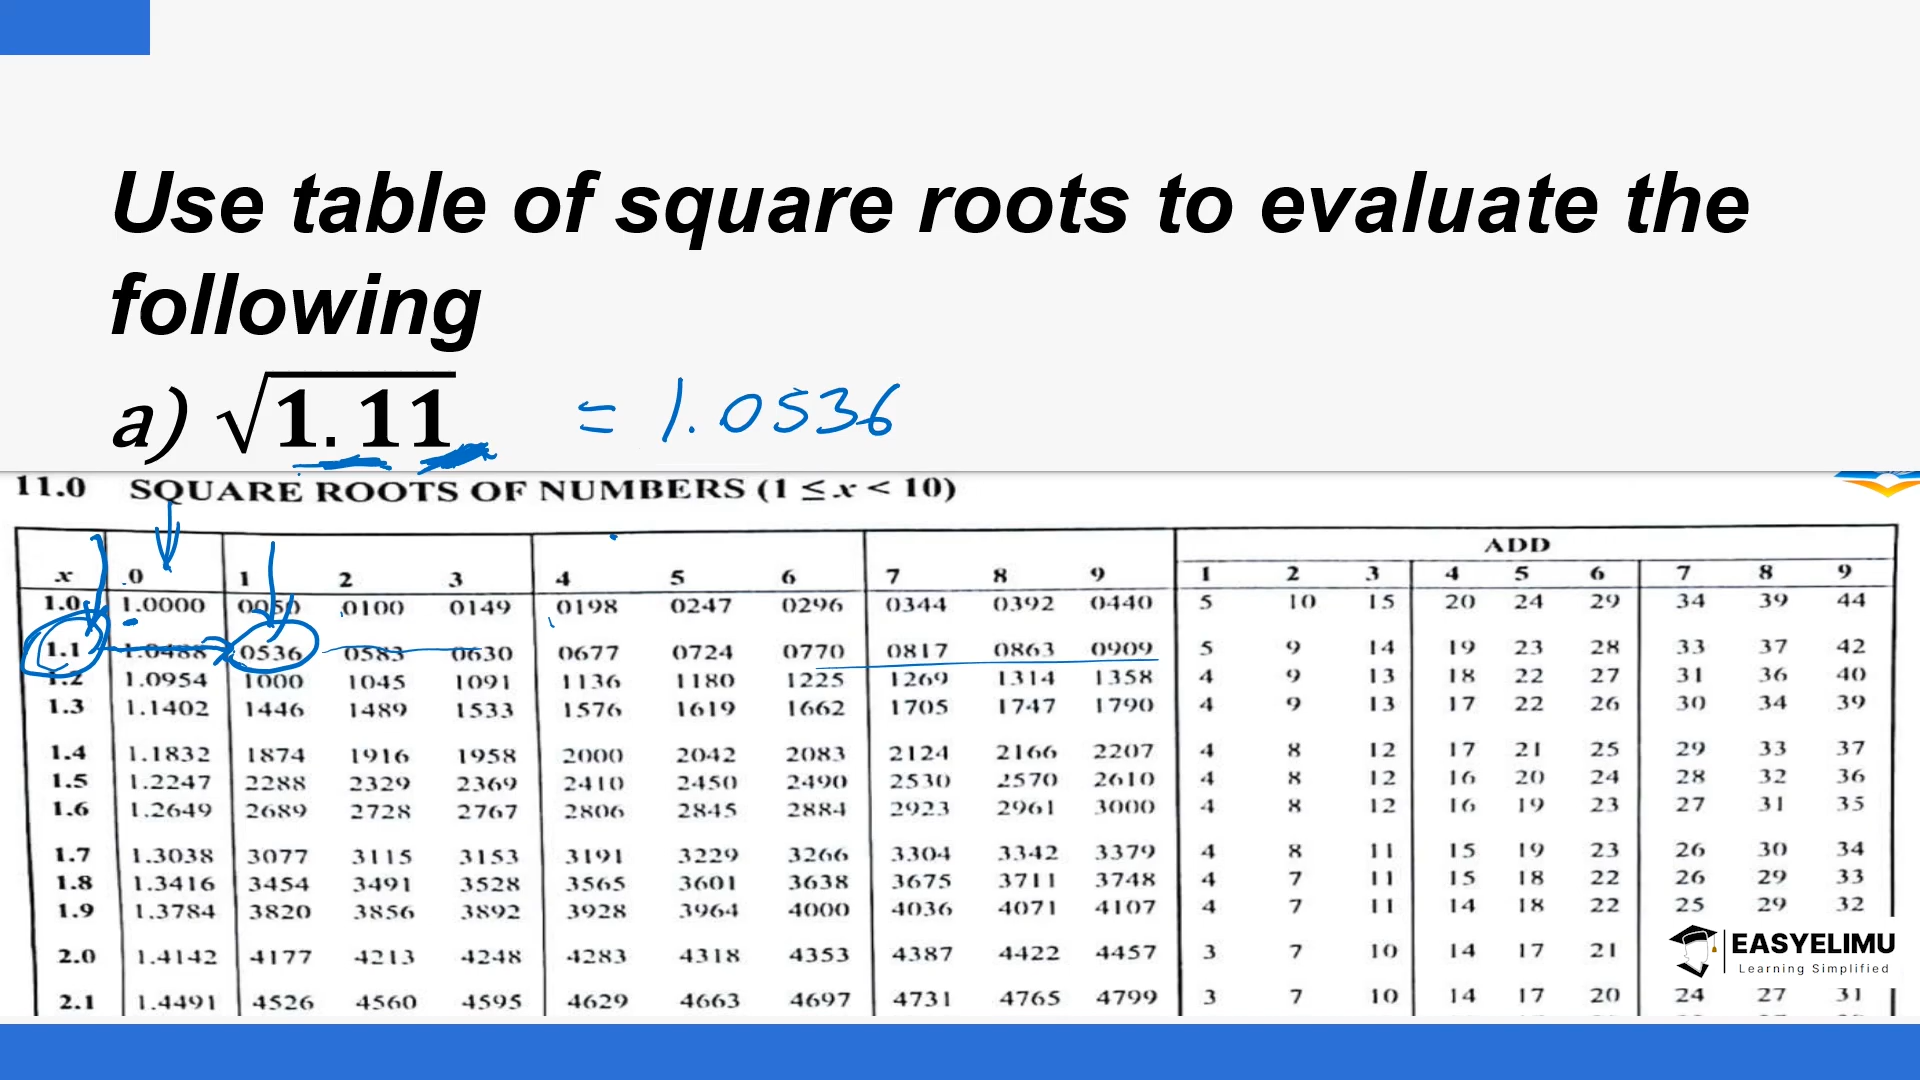 Use table of square roots to evaluate the
following
a) √1.11 = 1.0536
11.0 SQUARE ROOTS OF NUMBERS (1 ≤ x < 10)
ADD
x 0 1 2 3 4 5 6 7 8 9 1 2 3 4 5 6 7 8 9
1.0 1.0000 0050 0100 0149 0198 0247 0296 0344 0392 0440 5 10 15 20 24 29 34 39 44
1.1 1.0488 0536 0583 0630 0677 0724 0770 0817 0863 0909 5 9 14 19 23 28 33 37 42
1.2 1.0954 1000 1045 1091 1136 1180 1225 1269 1314 1358 4 9 13 18 22 27 31 36 40
1.3 1.1402 1446 1489 1533 1576 1619 1662 1705 1747 1790 4 9 13 17 22 26 30 34 39
1.4 1.1832 1874 1916 1958 2000 2042 2083 2124 2166 2207 4 8 12 17 21 25 29 33 37
1.5 1.2247 2288 2329 2369 2410 2450 2490 2530 2570 2610 4 8 12 16 20 24 28 32 36
1.6 1.2649 2689 2728 2767 2806 2845 2884 2923 2961 3000 4 8 12 16 19 23 27 31 35
1.7 1.3038 3077 3115 3153 3191 3229 3266 3304 3342 3379 4 8 11 15 19 23 26 30 34
1.8 1.3416 3454 3491 3528 3565 3601 3638 3675 3711 3748 4 7 11 15 18 22 26 29 33
1.9 1.3784 3820 3856 3892 3928 3964 4000 4036 4071 4107 4 7 11 14 18 22 25 29 32
2.0 1.4142 4177 4213 4248 4283 4318 4353 4387 4422 4457 3 7 10 14 17 21
EASYELIMU
Learning Simplified
2.1 1.4491 4526 4560 4595 4629 4663 4697 4731 4765 4799 3 7 10 14 17 20 24 27 31